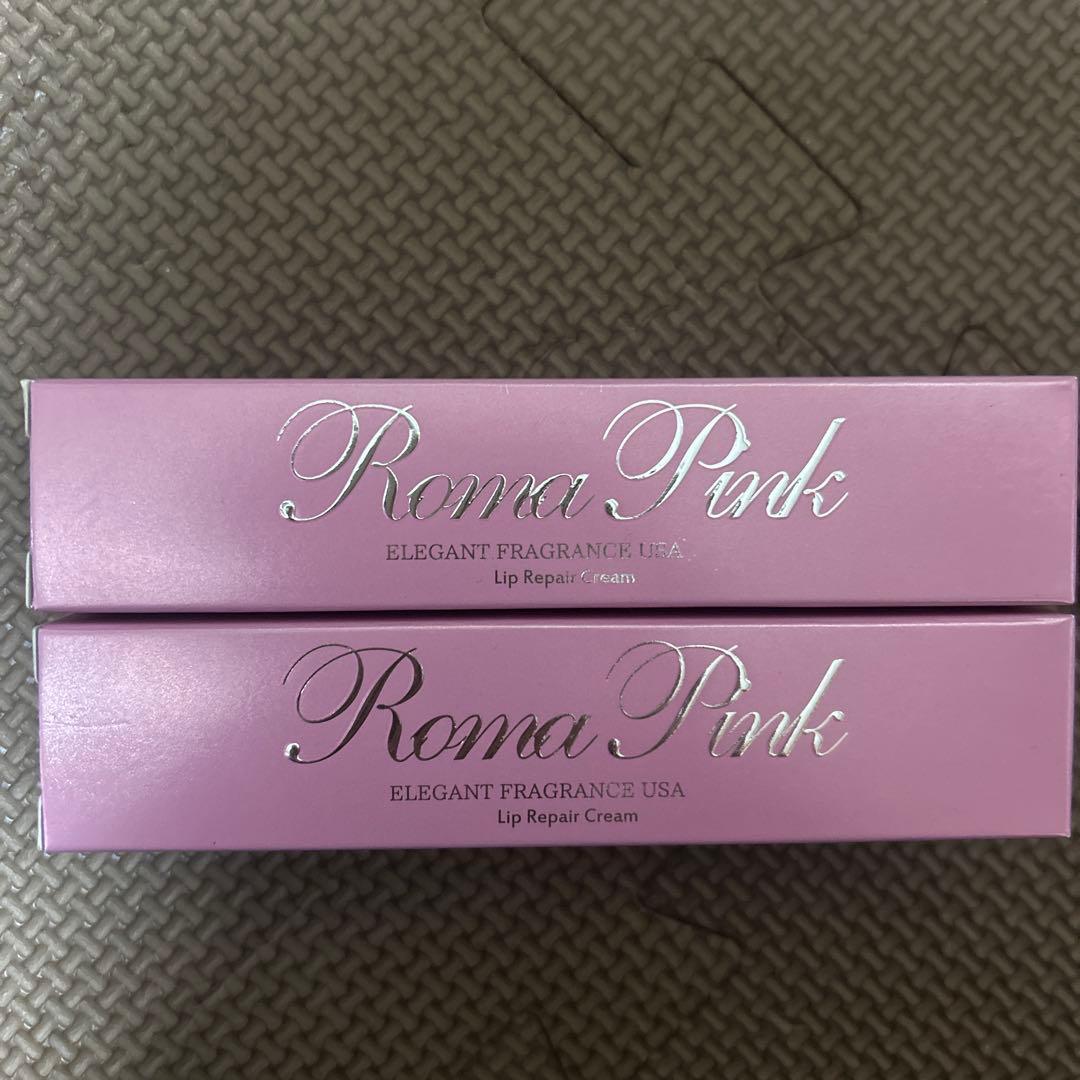 Roma Pink
ELEGANT FRAGRANCE USA
Lip Repair Cream
Roma Pink
ELEGANT FRAGRANCE USA
Lip Repair Cream